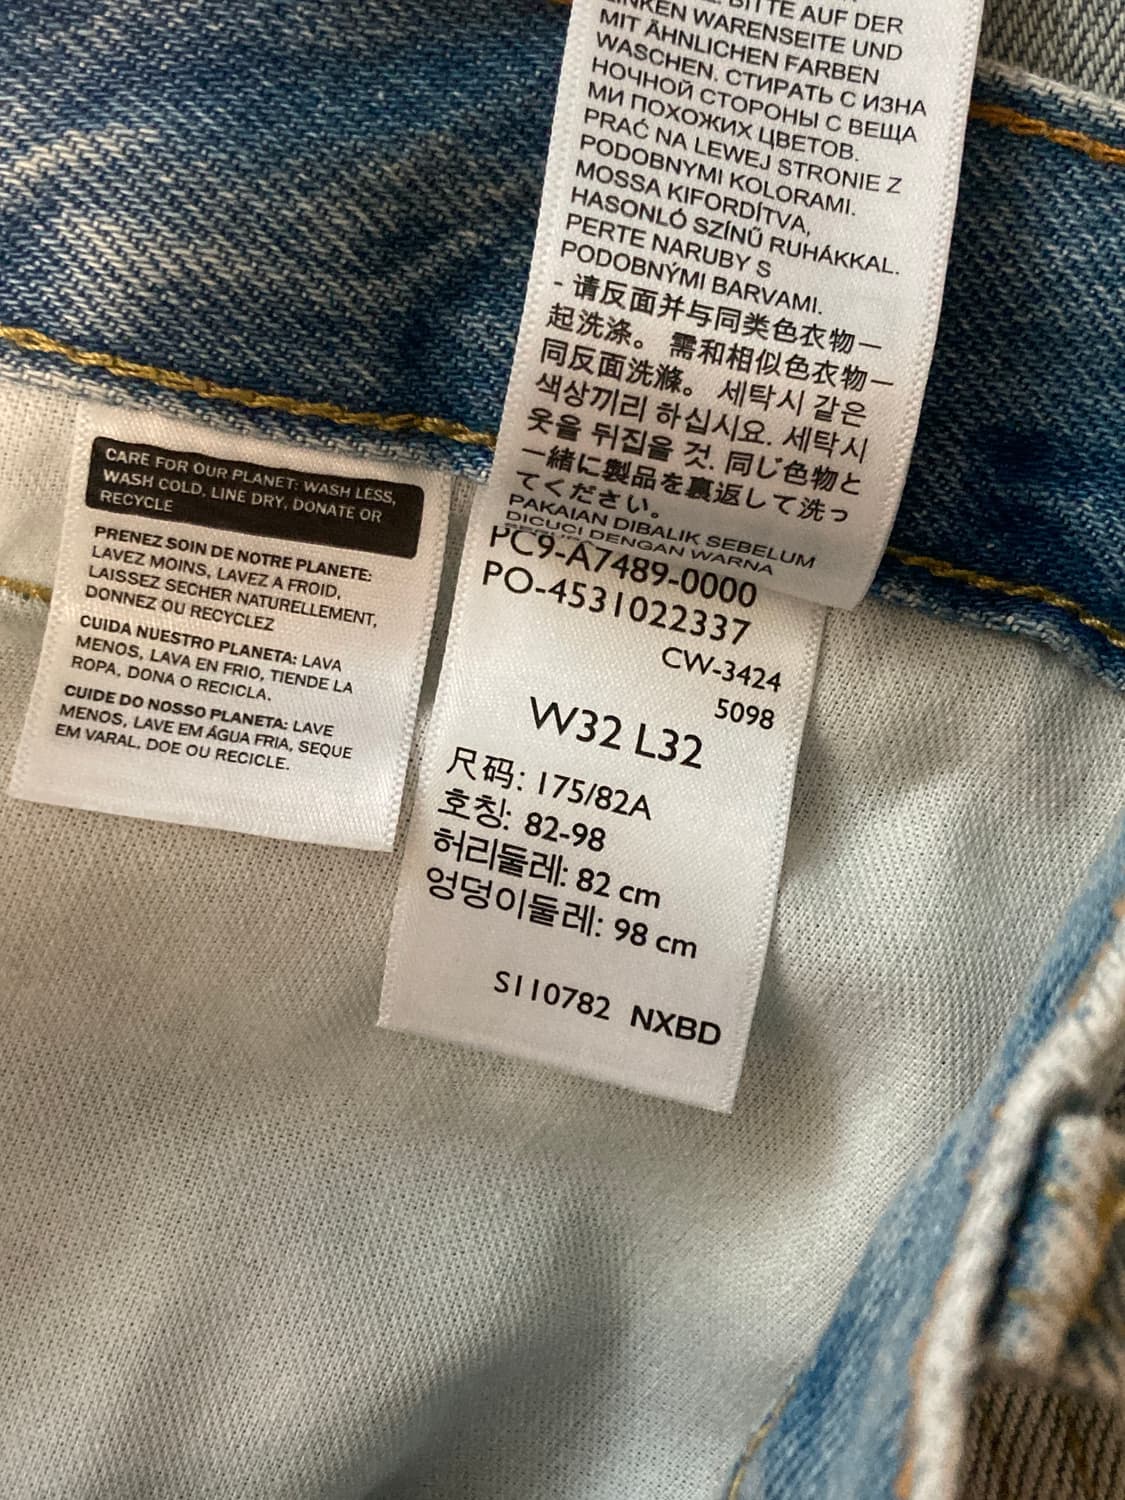 CARE FOR OUR PLANET: WASH LESS,
WASH COLD, LINE DRY, DONATE OR
RECYCLE
PRENEZ SOIN DE NOTRE PLANETE:
LAVEZ MOINS, LAVEZ A FROID,
LAISSEZ SECHER NATURELLEMENT,
DONNEZ OU RECYCLEZ
CUIDA NUESTRO PLANETA: LAVA
MENOS, LAVA EN FRIO, TIENDE LA
ROPA, DONA O RECICLA.
CUIDE DO NOSSO PLANETA: LAVE
MENOS, LAVE EM ÁGUA FRIA, SEQUE
EM VARAL, DOE OU RECICLE.
BITTE AUF DER
LINKEN WARENSEITE UND
MIT ÄHNLICHEN FARBEN
WASCHEN. СТИРАТЬ С ИЗНА
НОЧНОЙ СТОРОНЫ С ВЕЩА
МИ ПОХОЖИХ ЦВЕТОВ.
PRAĆ NA LEWEJ STRONIE Z
PODOBNYMI KOLORAMI.
MOSSA KIFORDÍTVA,
HASONLÓ SZÍNŰ RUHÁKKAL.
PERTE NARUBY S
PODOBNÝMI BARVAMI.
- 请反面并与同类色衣物一
起洗涤。 需和相似色衣物一
同反面洗滌。 세탁시 같은
색상끼리 하십시요. 세탁시
옷을 뒤집을 것. 同じ色物と
一緒に製品を裏返して洗っ
てください。
PAKAIAN DIBALIK SEBELUM
DICUCI DENGAN WARNA
PC9-A7489-0000
PO-4531022337
CW-3424
5098
W32 L32
尺码: 175/82A
호칭: 82-98
허리둘레: 82 cm
엉덩이둘레: 98 cm
S110782 NXBD